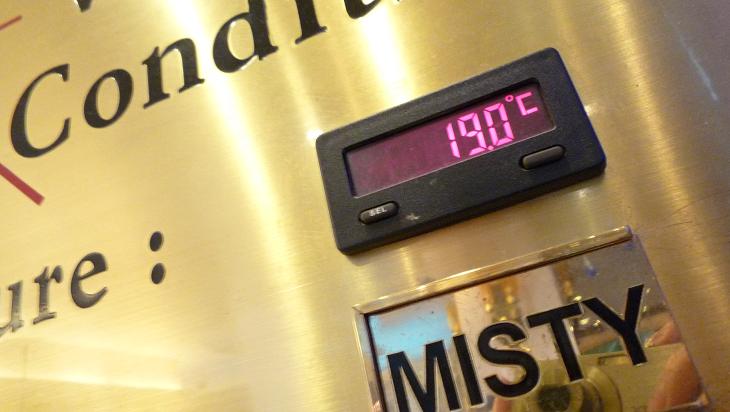 Condit
19.0°C
SEL
ure :
MISTY